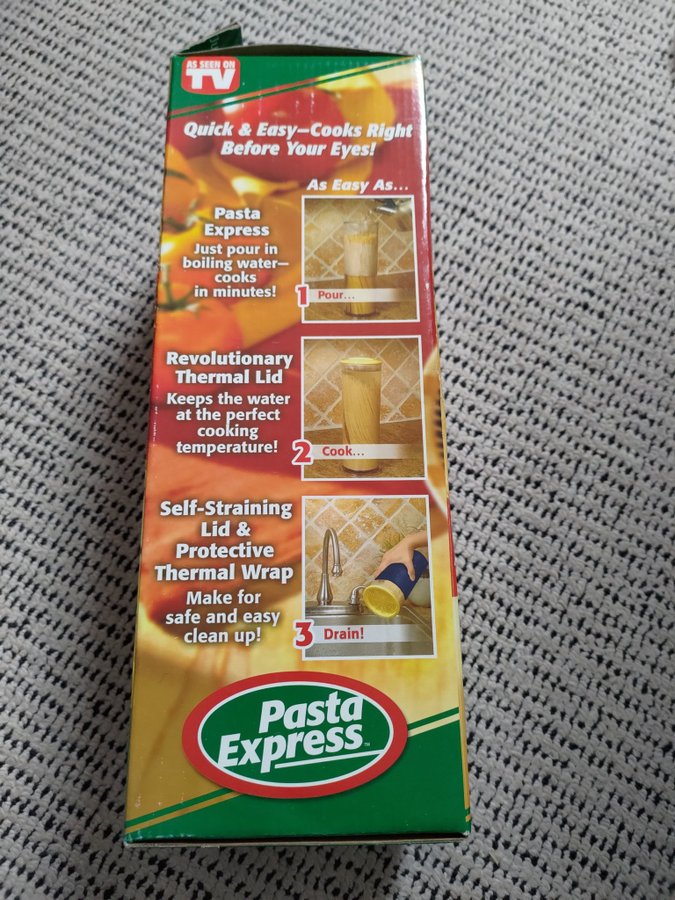 AS SEEN ON
TV
Quick & Easy—Cooks Right
Before Your Eyes!
As Easy As...
Pasta
Express
Just pour in
boiling water—
cooks
in minutes!
1 Pour...
Revolutionary
Thermal Lid
Keeps the water
at the perfect
cooking
temperature!
2 Cook...
Self-Straining
Lid &
Protective
Thermal Wrap
Make for
safe and easy
clean up!
3 Drain!
Pasta
Express™